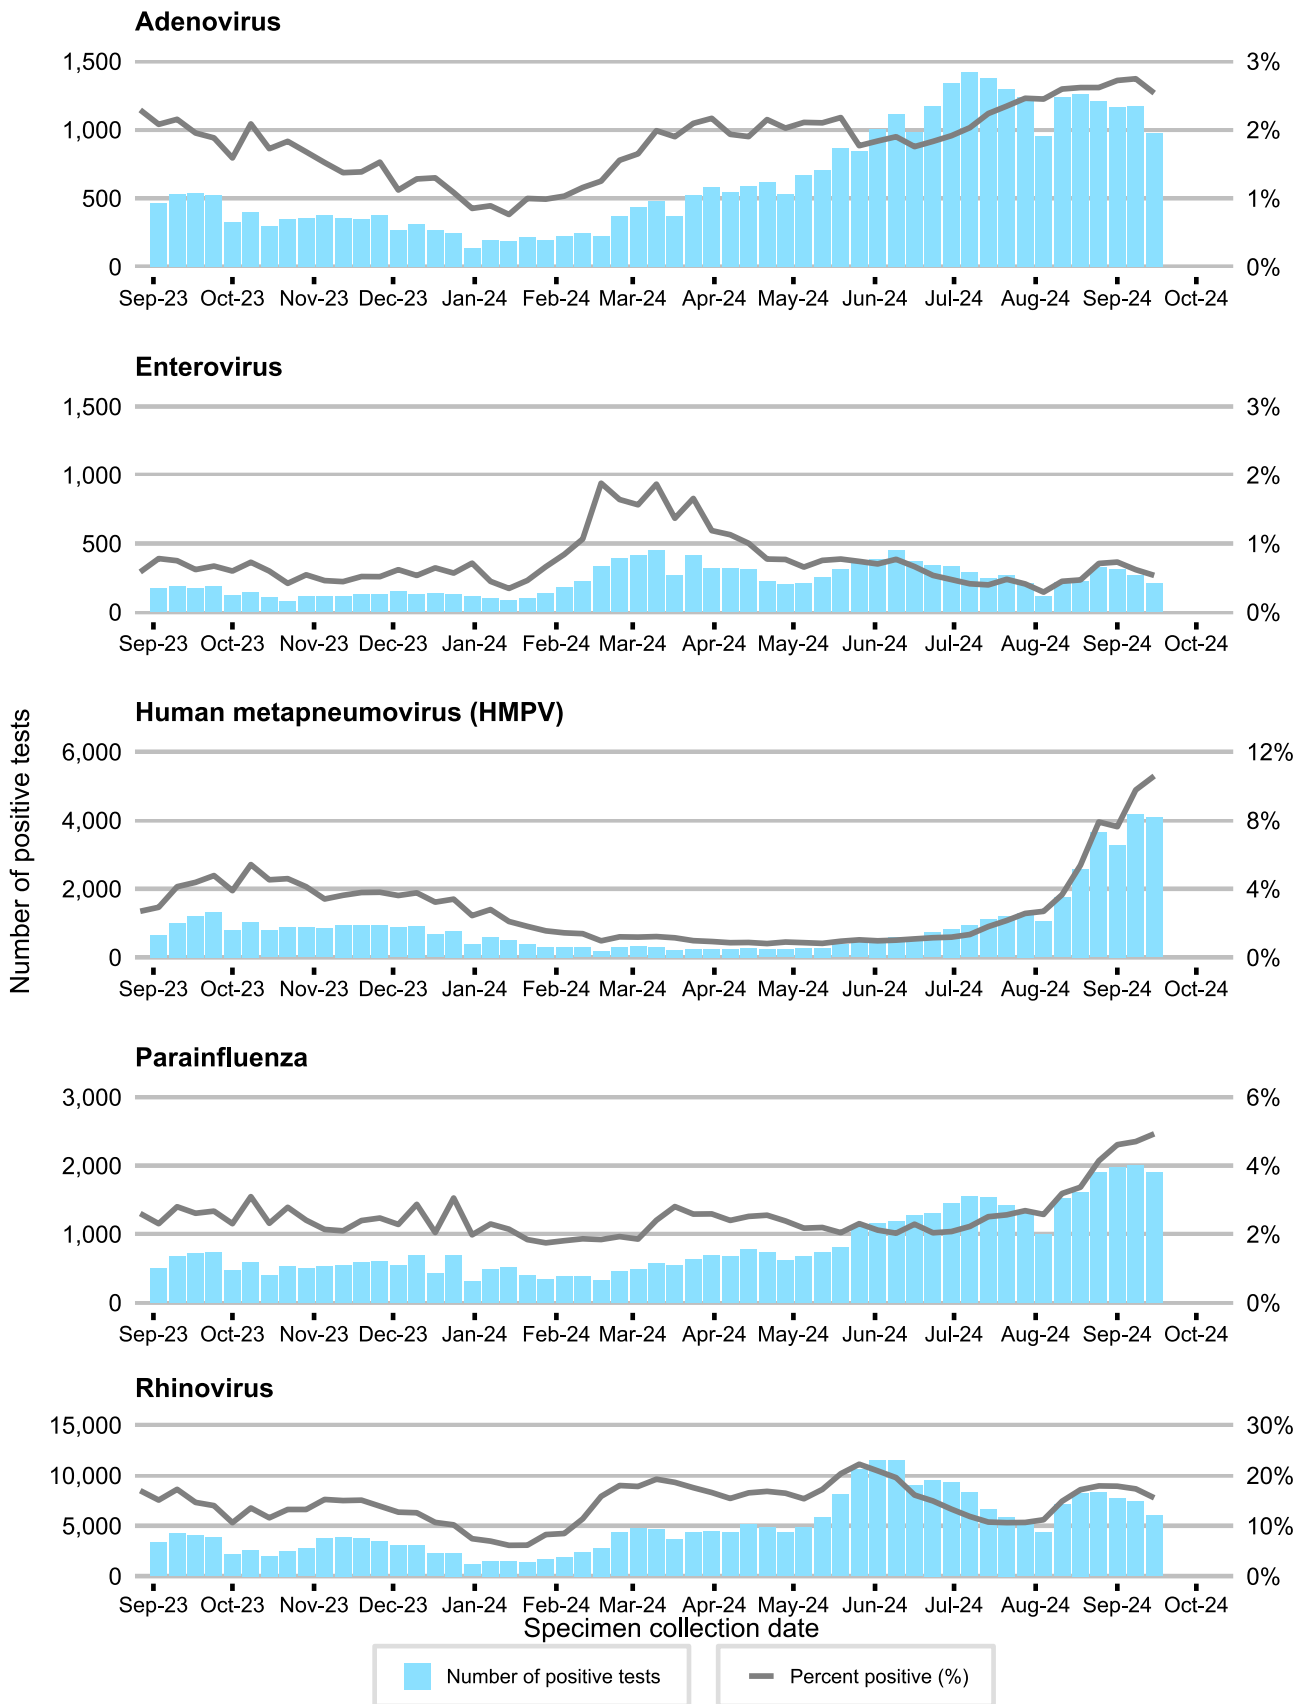 Adenovirus
1,500 3%
1,000 2%
500 1%
0 0%
Sep-23 Oct-23 Nov-23 Dec-23 Jan-24 Feb-24 Mar-24 Apr-24 May-24 Jun-24 Jul-24 Aug-24 Sep-24 Oct-24
Enterovirus
1,500 3%
1,000 2%
500 1%
0 0%
Sep-23 Oct-23 Nov-23 Dec-23 Jan-24 Feb-24 Mar-24 Apr-24 May-24 Jun-24 Jul-24 Aug-24 Sep-24 Oct-24
Number of positive tests
Human metapneumovirus (HMPV)
6,000 12%
4,000 8%
2,000 4%
0 0%
Sep-23 Oct-23 Nov-23 Dec-23 Jan-24 Feb-24 Mar-24 Apr-24 May-24 Jun-24 Jul-24 Aug-24 Sep-24 Oct-24
Parainfluenza
3,000 6%
2,000 4%
1,000 2%
0 0%
Sep-23 Oct-23 Nov-23 Dec-23 Jan-24 Feb-24 Mar-24 Apr-24 May-24 Jun-24 Jul-24 Aug-24 Sep-24 Oct-24
Rhinovirus
15,000 30%
10,000 20%
5,000 10%
0 0%
Sep-23 Oct-23 Nov-23 Dec-23 Jan-24 Feb-24 Mar-24 Apr-24 May-24 Jun-24 Jul-24 Aug-24 Sep-24 Oct-24
Specimen collection date
Number of positive tests Percent positive (%)